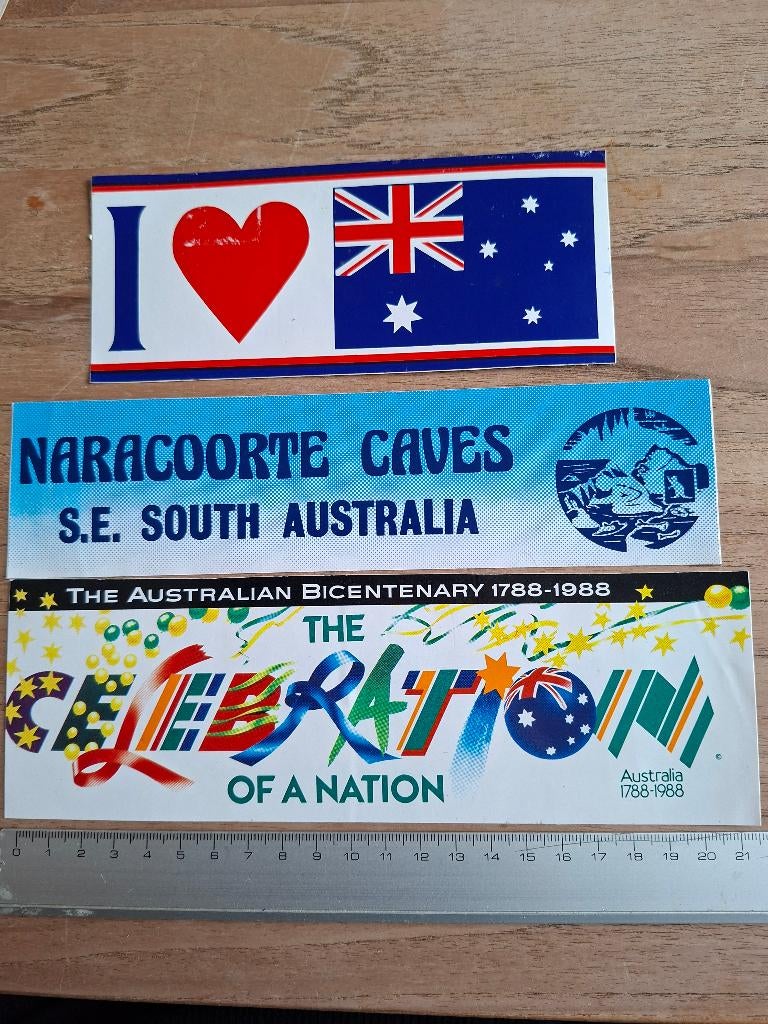 I
NARACOORTE CAVES
S.E. SOUTH AUSTRALIA
THE AUSTRALIAN BICENTENARY 1788-1988
THE
CELEBRATION
OF A NATION
©
Australia
1788-1988
0 1 2 3 4 5 6 7 8 9 10 11 12 13 14 15 16 17 18 19 20 21